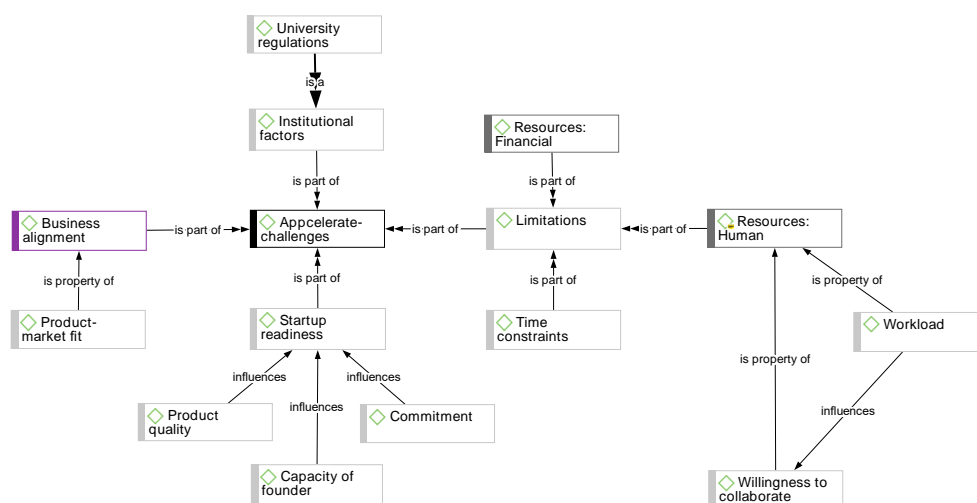 University
regulations
is a
Institutional
factors
Resources:
Financial
is part of
is part of
Business
alignment
is part of
Appcelerate-
challenges
is part of
Limitations
is part of
Resources:
Human
is property of
is part of
is part of
is property of
Product-
market fit
Startup
readiness
Time
constraints
Workload
is property of
influences
influences
influences
influences
Product
quality
Commitment
Capacity of
founder
Willingness to
collaborate